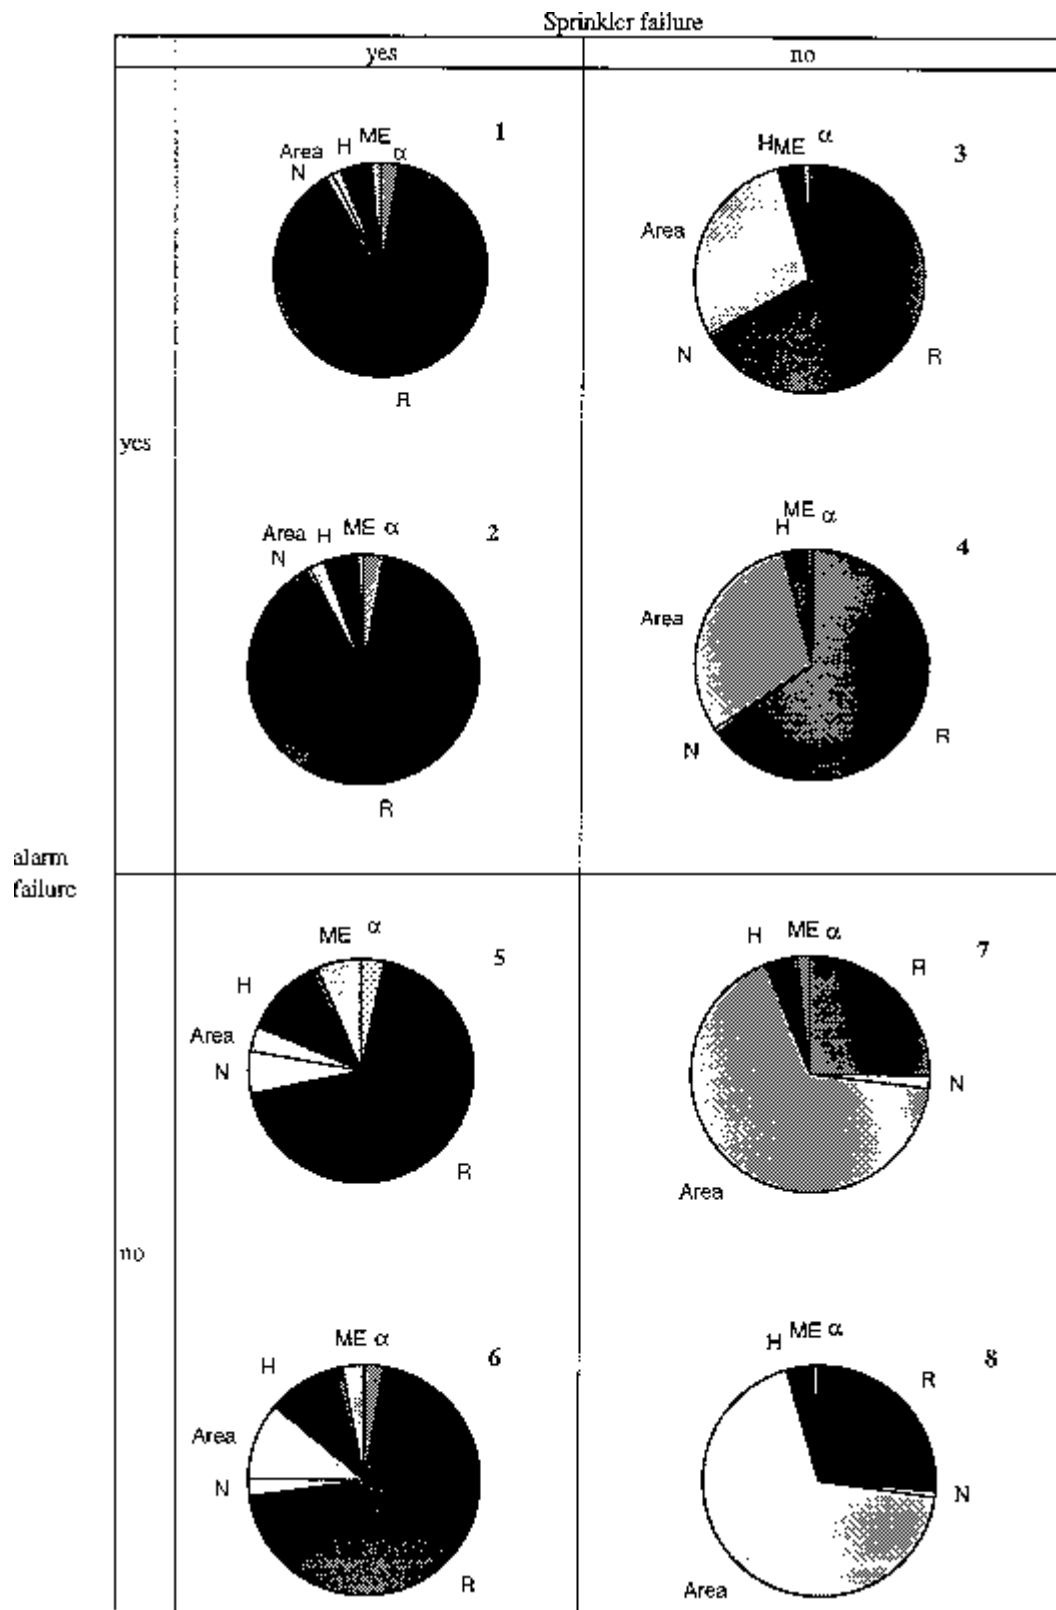 Sprinkler failure
yes
no
1
ME
H
α
Area
N
R
3
H ME α
Area
N
R
yes
2
ME α
Area H
N
R
4
ME α
H
Area
N
R
alarm
failure
5
ME α
H
Area
N
R
7
H ME α
R
N
Area
no
6
ME α
H
Area
N
R
8
ME α
H
R
N
Area